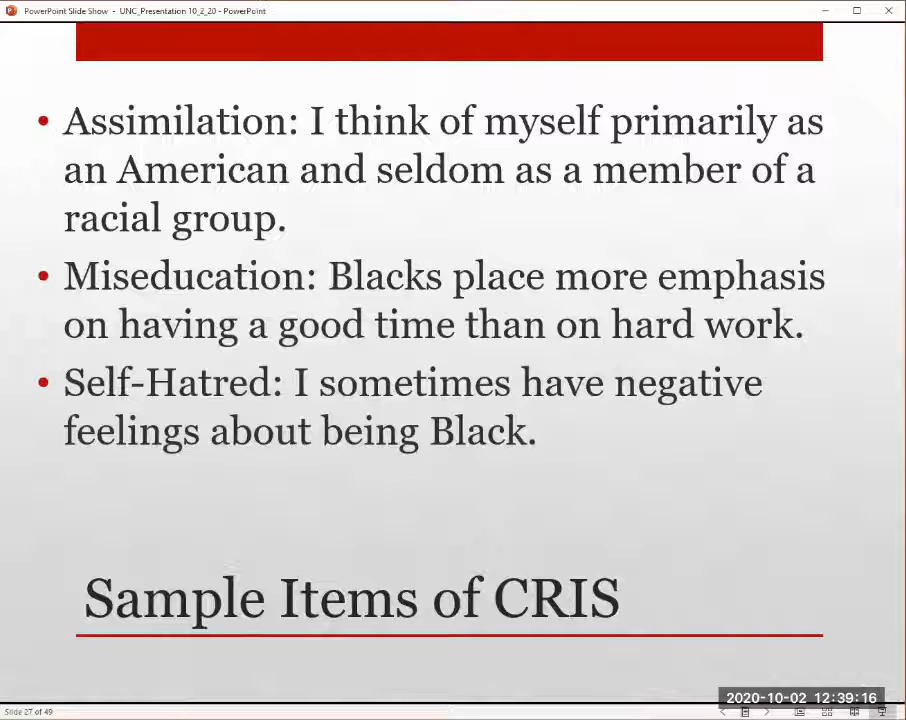 PowerPoint Slide Show - UNC_Presentation 10_2_20 - PowerPoint
• Assimilation: I think of myself primarily as
an American and seldom as a member of a
racial group.
• Miseducation: Blacks place more emphasis
on having a good time than on hard work.
• Self-Hatred: I sometimes have negative
feelings about being Black.
Sample Items of CRIS
2020-10-02 12:39:16
Slide 27 of 49